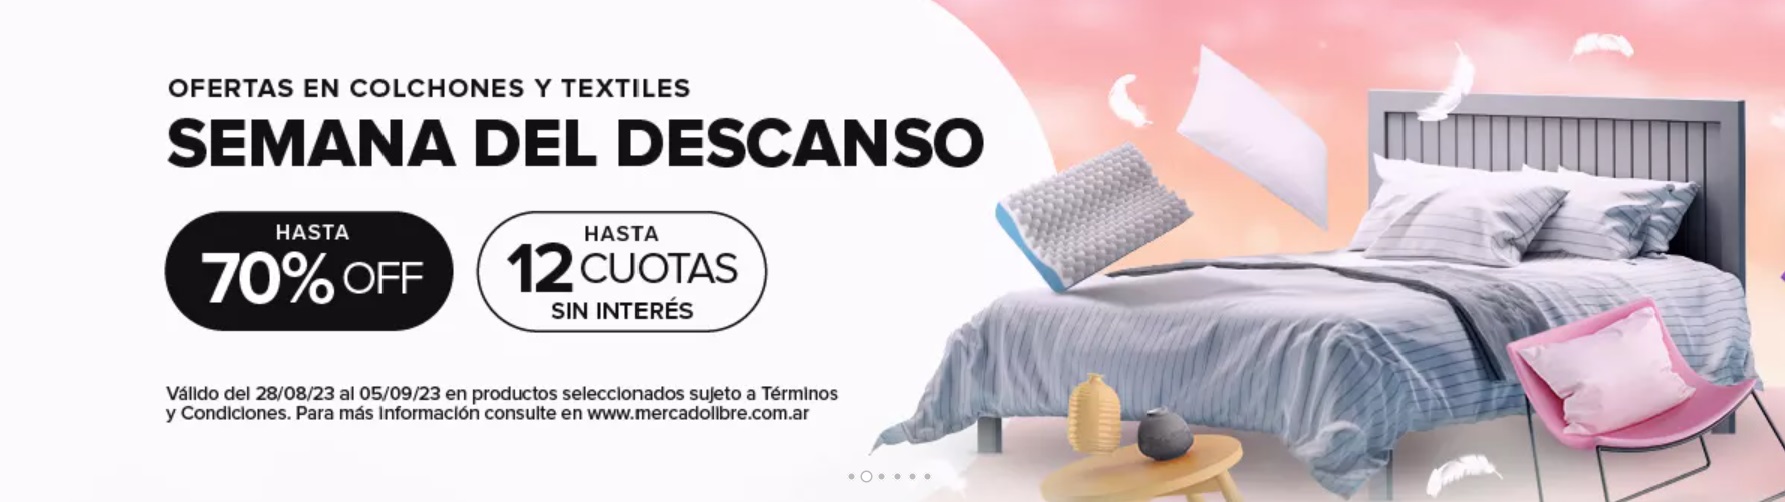 OFERTAS EN COLCHONES Y TEXTILES
SEMANA DEL DESCANSO
HASTA
70% OFF
HASTA
12 CUOTAS
SIN INTERÉS
Válido del 28/08/23 al 05/09/23 en productos seleccionados sujeto a Términos
y Condiciones. Para más información consulte en www.mercadolibre.com.ar